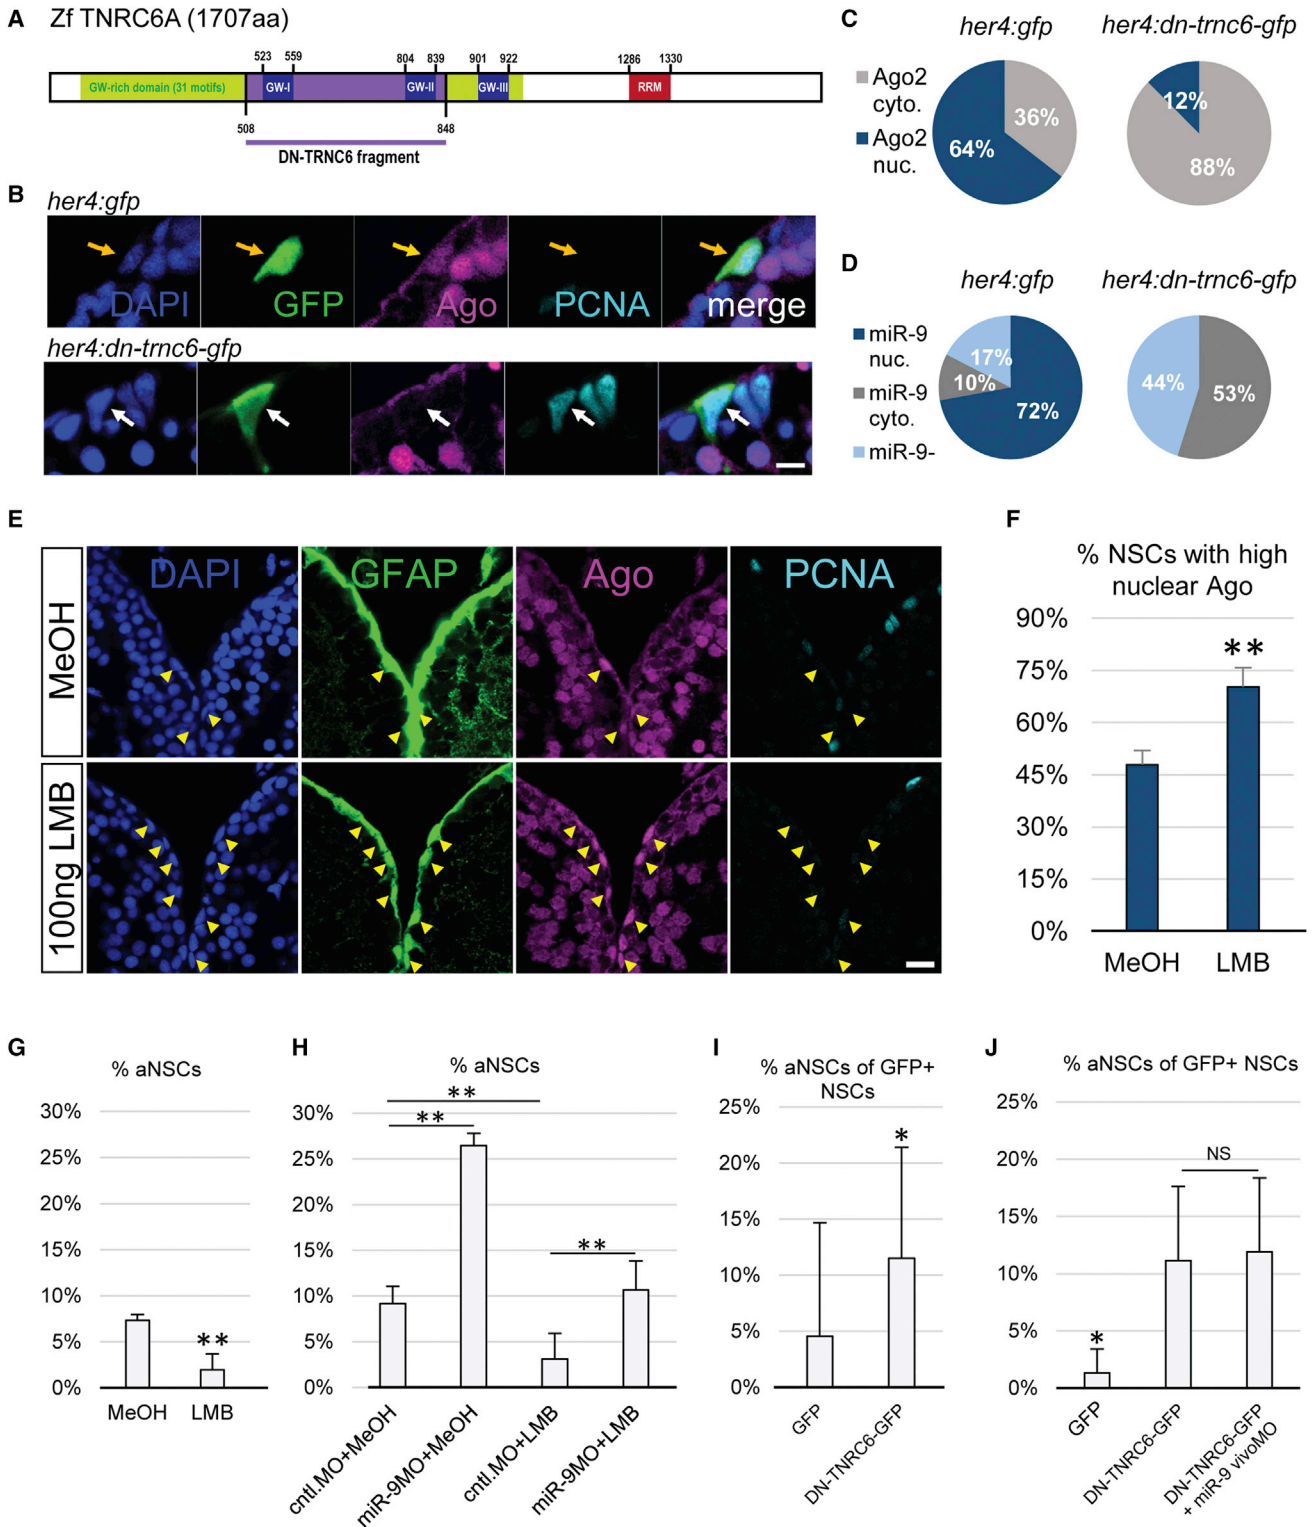 A
Zf TNRC6A (1707aa)
523 559 804 839 901 922 1286 1330
GW-rich domain (31 motifs) GW-I GW-II GW-III RRM
508 848
DN-TRNC6 fragment
B
her4:gfp
DAPI GFP Ago PCNA merge
her4:dn-trnc6-gfp
C
her4:gfp her4:dn-trnc6-gfp
Ago2
cyto.
Ago2
nuc.
36%
64%
12%
88%
D
her4:gfp her4:dn-trnc6-gfp
miR-9
nuc.
miR-9
cyto.
miR-9-
17%
10%
72%
44%
53%
E
DAPI GFAP Ago PCNA
MeOH
100ng LMB
F
% NSCs with high
nuclear Ago
90%
75%
60%
45%
30%
15%
0%
**
MeOH LMB
G
% aNSCs
30%
25%
20%
15%
10%
5%
0%
**
MeOH LMB
H
% aNSCs
30%
25%
20%
15%
10%
5%
0%
**
**
**
cntl.MO+MeOH
miR-9MO+MeOH
cntl.MO+LMB
miR-9MO+LMB
I
% aNSCs of GFP+
NSCs
25%
20%
15%
10%
5%
0%
*
GFP
DN-TNRC6-GFP
J
% aNSCs of GFP+ NSCs
25%
20%
15%
10%
5%
0%
*
NS
GFP
DN-TNRC6-GFP
DN-TNRC6-GFP
+ miR-9 vivoMO